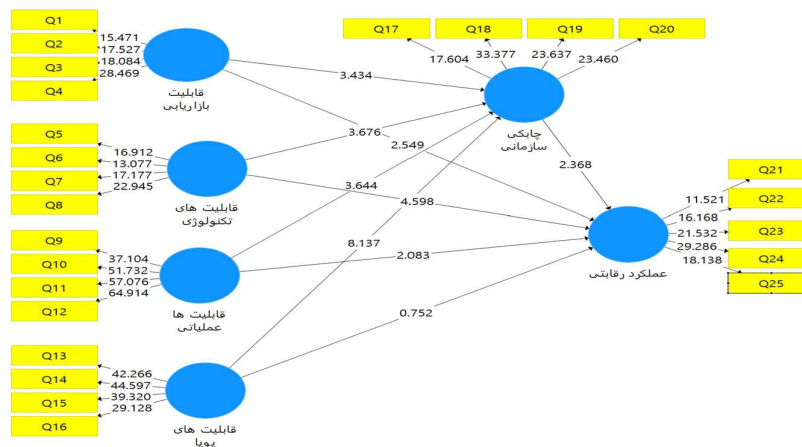 Q1
Q2
Q3
Q4
15.471
17.527
18.084
28.469
قابلیت
بازاریابی
Q5
Q6
Q7
Q8
16.912
13.077
17.177
22.945
قابلیت های
تکنولوژی
Q9
Q10
Q11
Q12
37.104
51.732
57.076
64.914
قابلیت ها
عملیاتی
Q13
Q14
Q15
Q16
42.266
44.597
39.320
29.128
قابلیت های
پویا
3.434
3.676
2.549
3.644
4.598
8.137
2.083
0.752
Q17
Q18
Q19
Q20
17.604
33.377
23.637
23.460
چابکی
سازمانی
2.368
عملکرد رقابتی
11.521
16.168
21.532
29.286
18.138
Q21
Q22
Q23
Q24
Q25